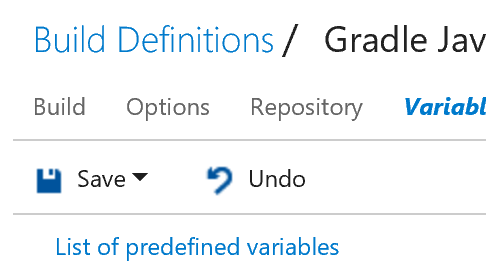 Build Definitions / Gradle Jav
Build Options Repository Variabl
Save Undo
List of predefined variables